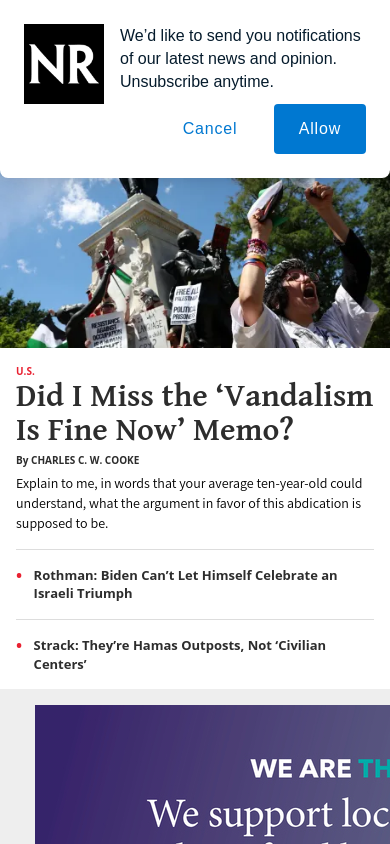 NR
We’d like to send you notifications
of our latest news and opinion.
Unsubscribe anytime.
Cancel
Allow
RESISTANCE
AGAINST
OCCUPATION
FREE ALL
PALESTINIAN
POLITICAL
PRISONERS
U.S.
Did I Miss the ‘Vandalism
Is Fine Now’ Memo?
By CHARLES C. W. COOKE
Explain to me, in words that your average ten-year-old could
understand, what the argument in favor of this abdication is
supposed to be.
• Rothman: Biden Can’t Let Himself Celebrate an
Israeli Triumph
• Strack: They’re Hamas Outposts, Not ‘Civilian
Centers’
WE ARE TH
We support loc